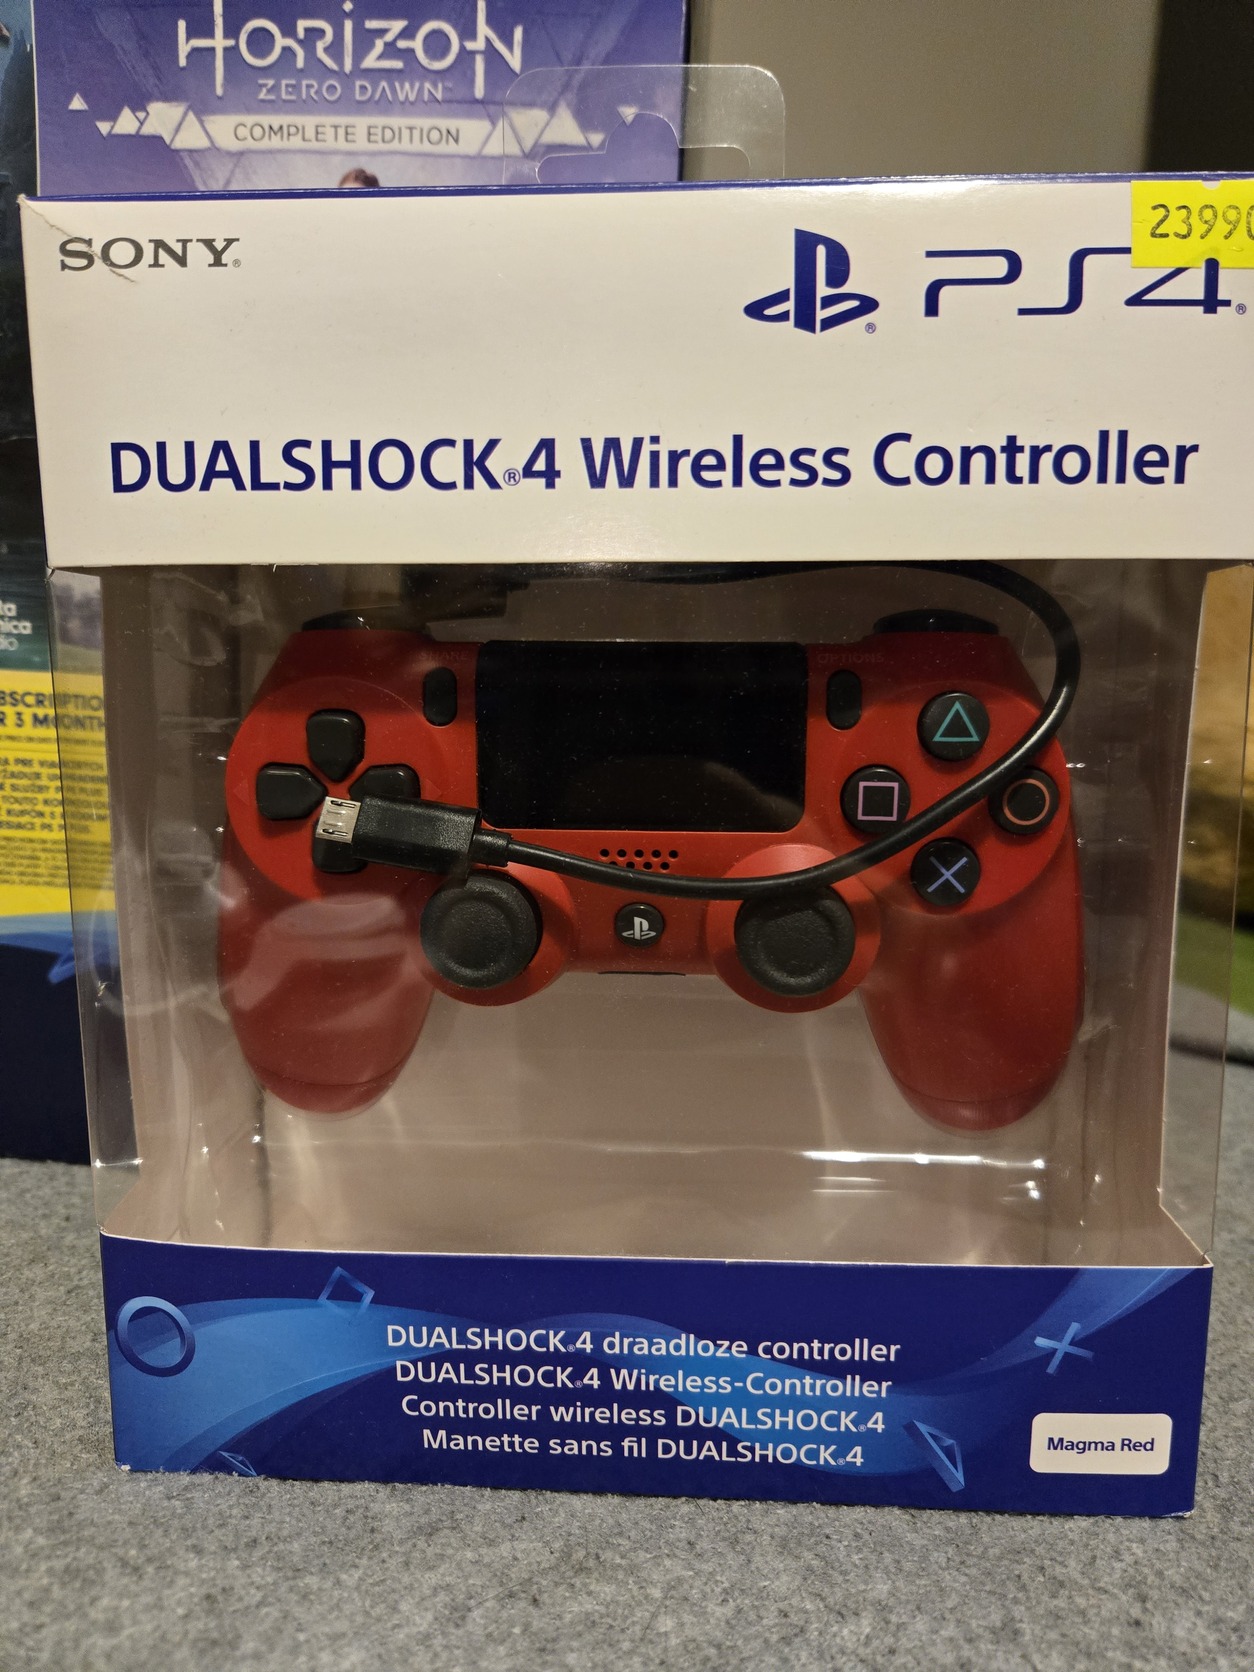 HORIZON
ZERO DAWN™
COMPLETE EDITION
SONY®
23990
PS4®
DUALSHOCK®4 Wireless Controller
SHARE
OPTIONS
DUALSHOCK®4 draadloze controller
DUALSHOCK®4 Wireless-Controller
Controller wireless DUALSHOCK®4
Manette sans fil DUALSHOCK®4
Magma Red